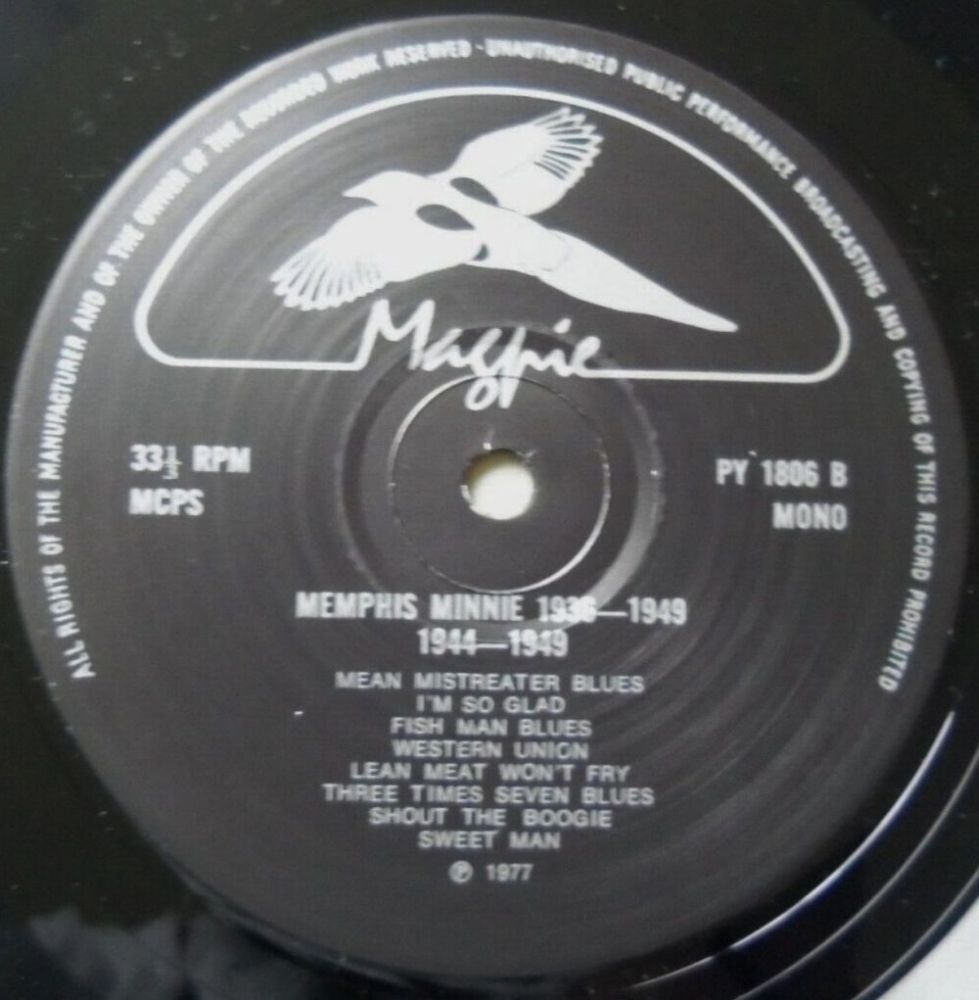 ALL RIGHTS OF THE MANUFACTURER AND OF THE OWNER OF THE RECORDED WORK RESERVED - UNAUTHORISED PUBLIC PERFORMANCE BROADCASTING AND COPYING OF THIS RECORD PROHIBITED
Magpie
33⅓ RPM
MCPS
PY 1806 B
MONO
MEMPHIS MINNIE 1936—1949
1944—1949
MEAN MISTREATER BLUES
I'M SO GLAD
FISH MAN BLUES
WESTERN UNION
LEAN MEAT WON'T FRY
THREE TIMES SEVEN BLUES
SHOUT THE BOOGIE
SWEET MAN
℗ 1977